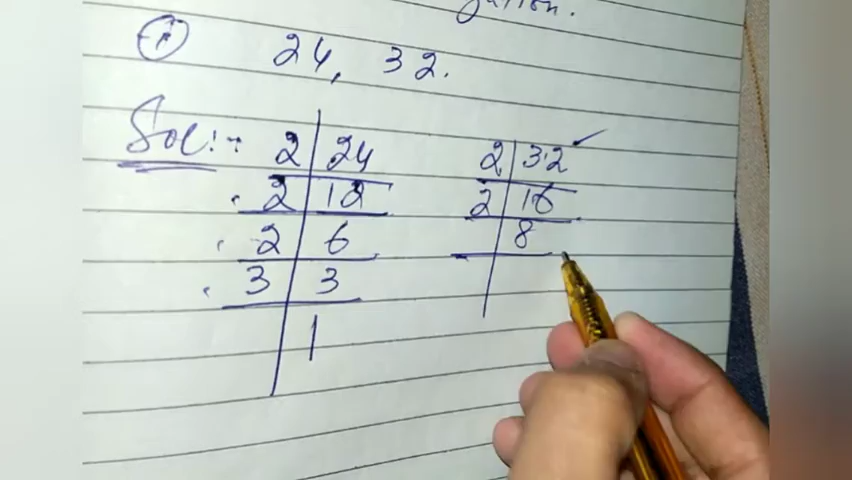 24, 32.
Sol:- 2 | 24 2 | 32
2 | 12 2 | 16
2 | 6 8
3 | 3
1